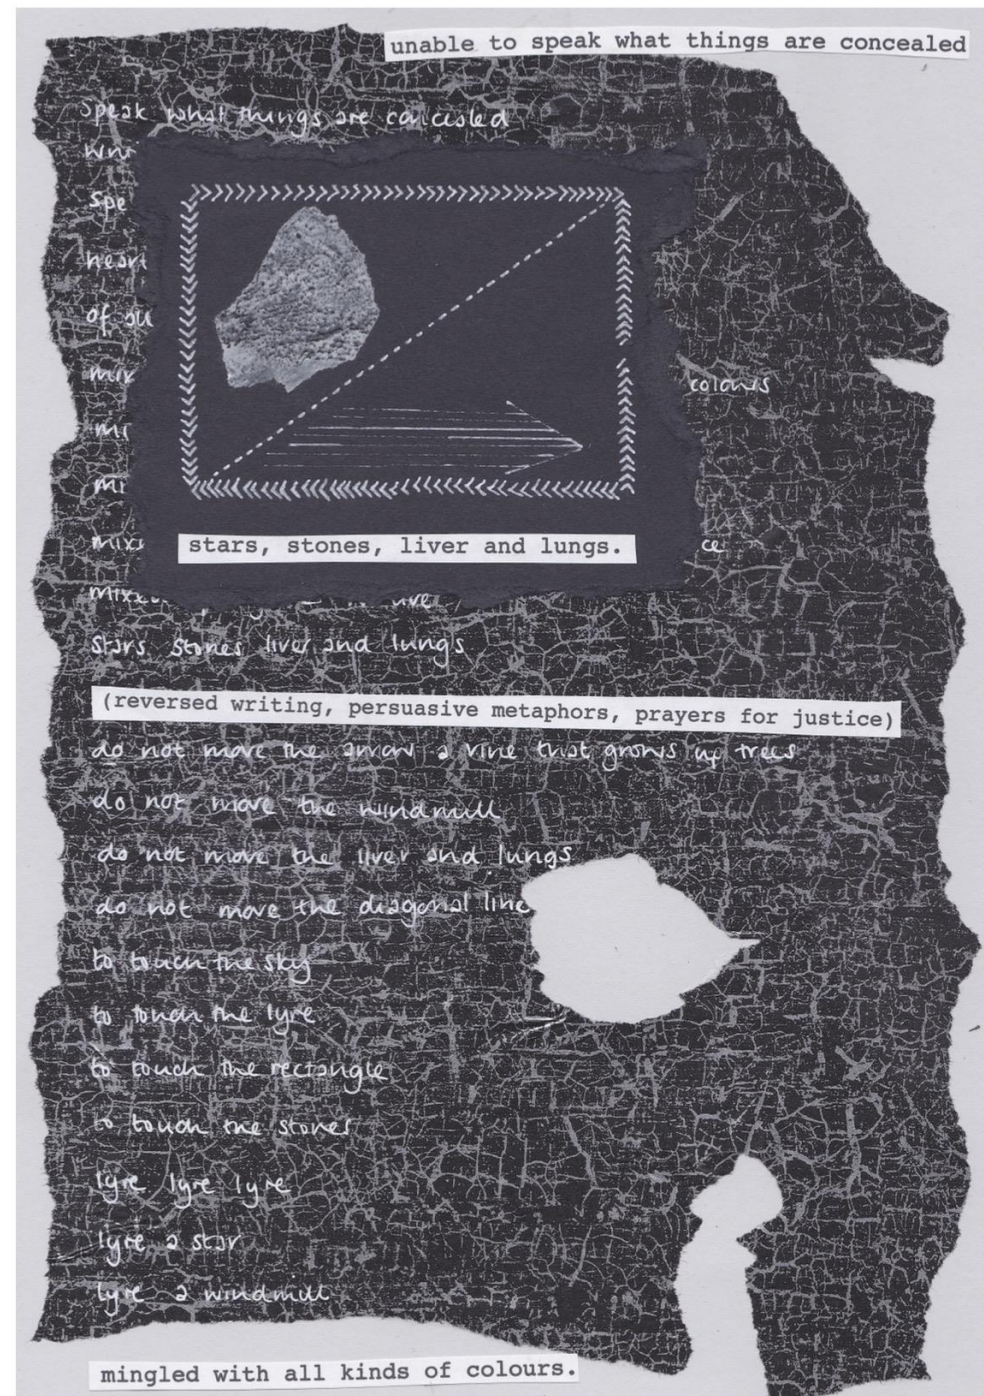 unable to speak what things are concealed
speak what things are concealed
heart
of
colours
stars, stones, liver and lungs.
stars stones liver and lungs
(reversed writing, persuasive metaphors, prayers for justice)
do not move the arrow a vine that grows up trees
do not move the windmill
do not move the liver and lungs
do not move the diagonal line
to touch the sky
to touch the lyre
to touch the rectangle
to touch the stones
lyre lyre lyre
lyre a star
lyre a windmill
mingled with all kinds of colours.